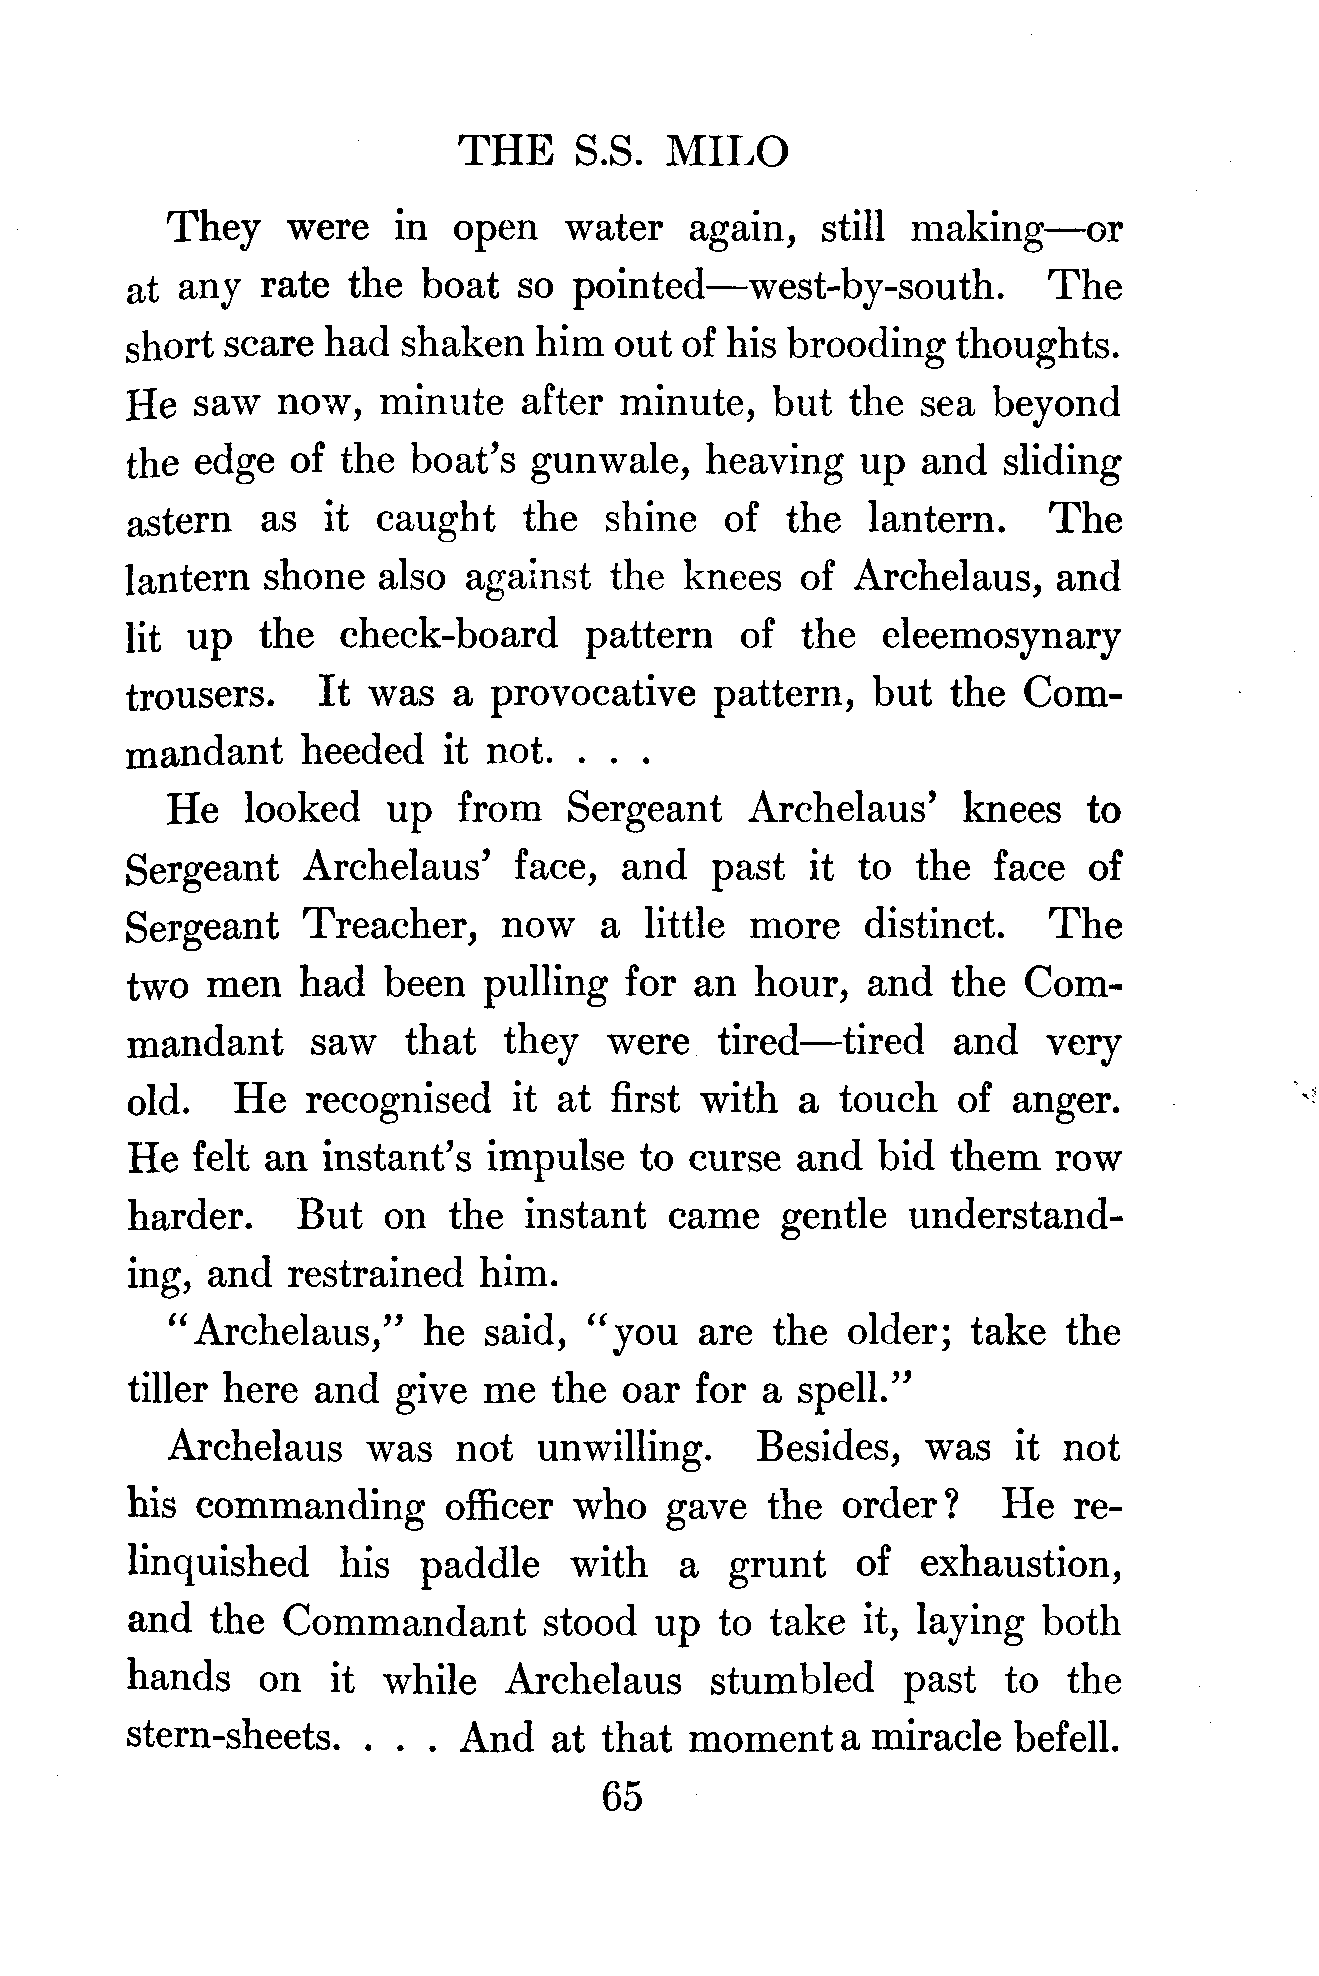 THE S.S. MILO
They were in open water again, still making—or
at any rate the boat so pointed—west-by-south. The
short scare had shaken him out of his brooding thoughts.
He saw now, minute after minute, but the sea beyond
the edge of the boat's gunwale, heaving up and sliding
astern as it caught the shine of the lantern. The
lantern shone also against the knees of Archelaus, and
lit up the check-board pattern of the eleemosynary
trousers. It was a provocative pattern, but the Com-
mandant heeded it not. . . .
He looked up from Sergeant Archelaus' knees to
Sergeant Archelaus' face, and past it to the face of
Sergeant Treacher, now a little more distinct. The
two men had been pulling for an hour, and the Com-
mandant saw that they were tired—tired and very
old. He recognised it at first with a touch of anger.
He felt an instant's impulse to curse and bid them row
harder. But on the instant came gentle understand-
ing, and restrained him.
"Archelaus," he said, "you are the older; take the
tiller here and give me the oar for a spell."
Archelaus was not unwilling. Besides, was it not
his commanding officer who gave the order? He re-
linquished his paddle with a grunt of exhaustion,
and the Commandant stood up to take it, laying both
hands on it while Archelaus stumbled past to the
stern-sheets. . . . And at that moment a miracle befell.
65